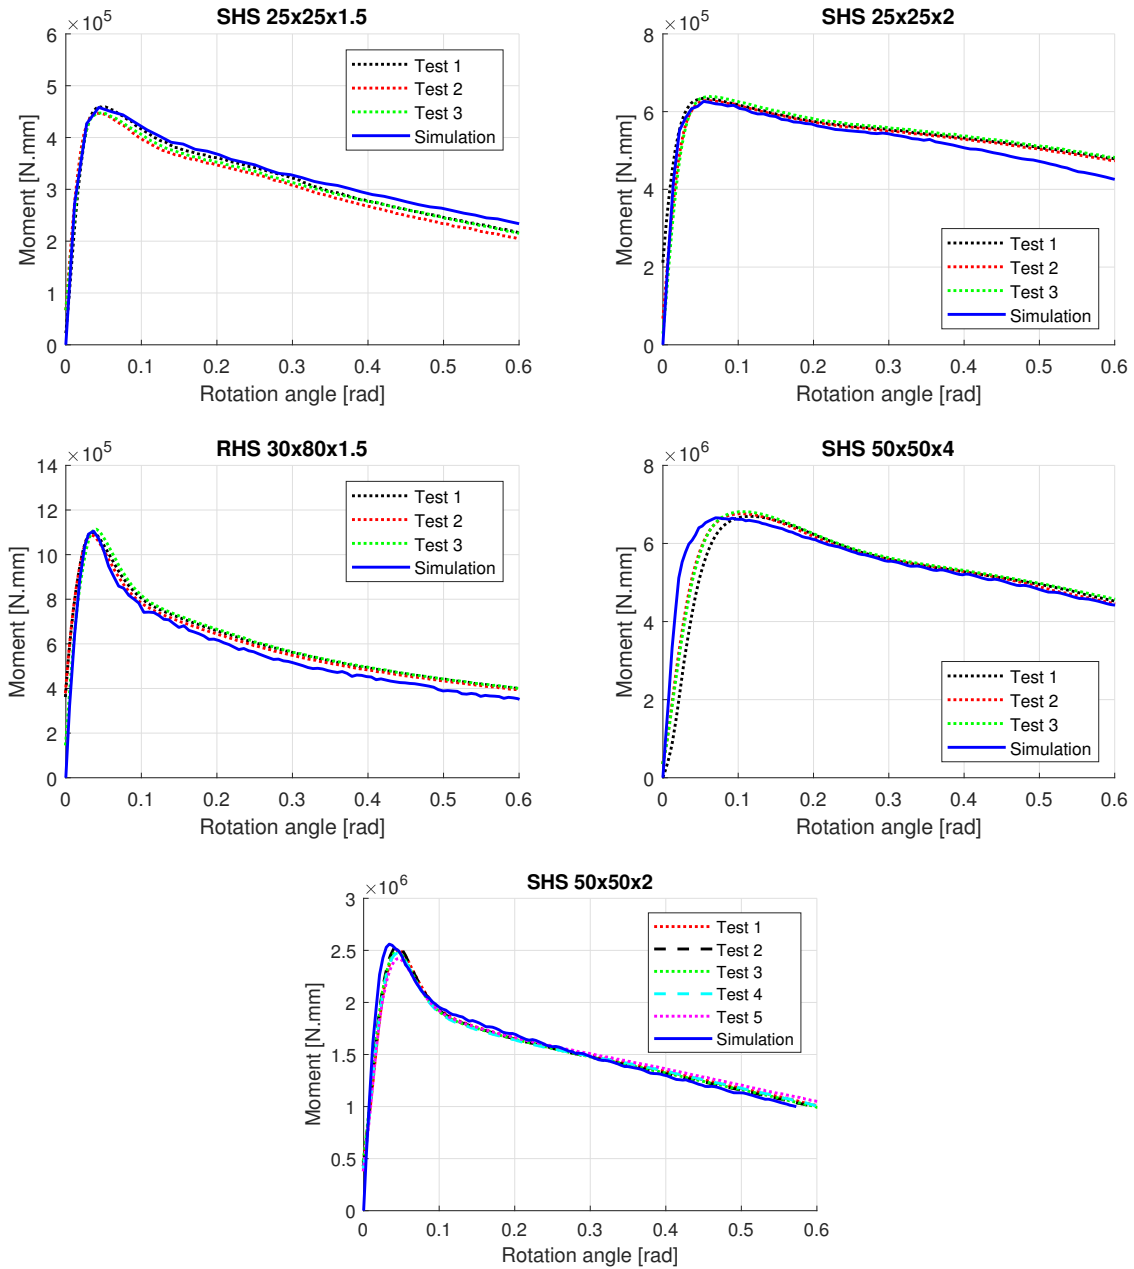 SHS 25x25x1.5
×10^5
6
5
4
3
2
1
0
Moment [N.mm]
Test 1
Test 2
Test 3
Simulation
0 0.1 0.2 0.3 0.4 0.5 0.6
Rotation angle [rad]
SHS 25x25x2
×10^5
8
6
4
2
0
Moment [N.mm]
Test 1
Test 2
Test 3
Simulation
0 0.1 0.2 0.3 0.4 0.5 0.6
Rotation angle [rad]
RHS 30x80x1.5
×10^5
14
12
10
8
6
4
2
0
Moment [N.mm]
Test 1
Test 2
Test 3
Simulation
0 0.1 0.2 0.3 0.4 0.5 0.6
Rotation angle [rad]
SHS 50x50x4
×10^6
8
6
4
2
0
Moment [N.mm]
Test 1
Test 2
Test 3
Simulation
0 0.1 0.2 0.3 0.4 0.5 0.6
Rotation angle [rad]
SHS 50x50x2
×10^6
3
2.5
2
1.5
1
0.5
0
Moment [N.mm]
Test 1
Test 2
Test 3
Test 4
Test 5
Simulation
0 0.1 0.2 0.3 0.4 0.5 0.6
Rotation angle [rad]